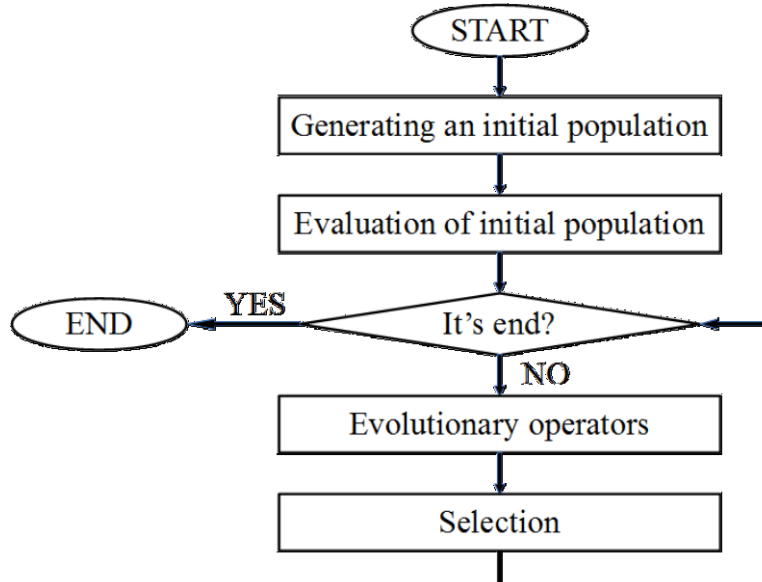 START
Generating an initial population
Evaluation of initial population
YES
END
It's end?
NO
Evolutionary operators
Selection